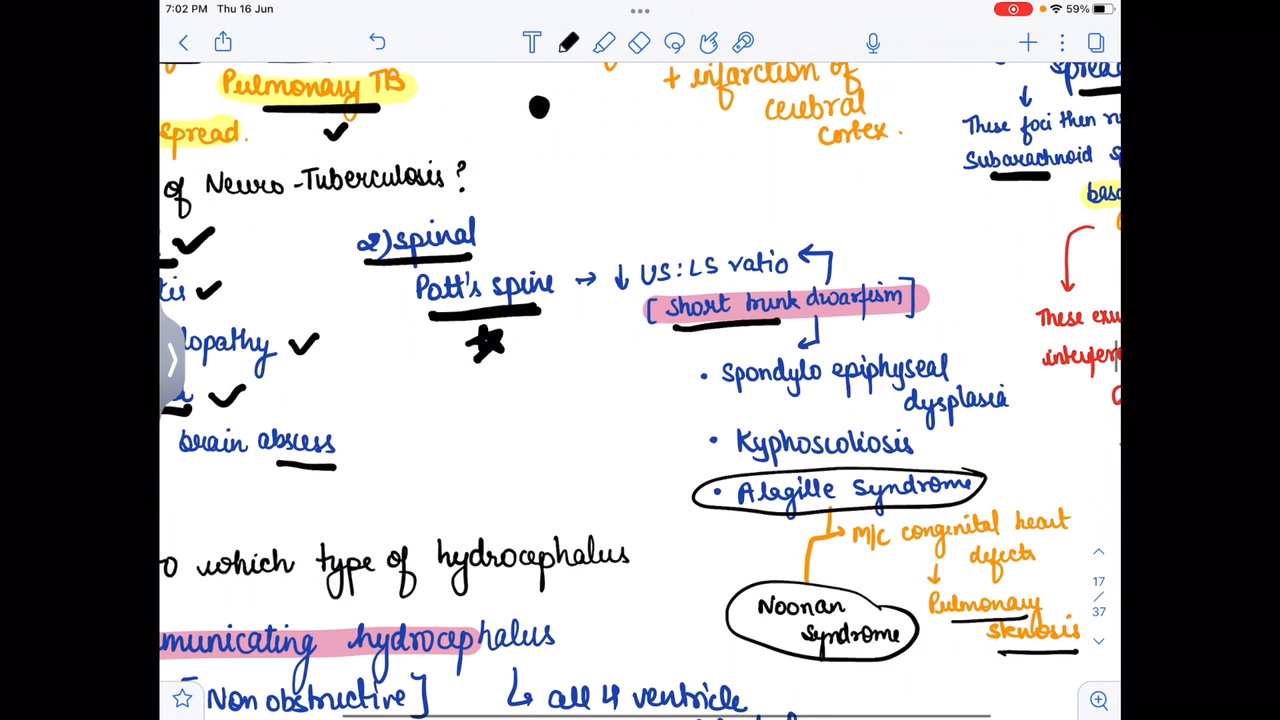 7:02 PM Thu 16 Jun
59%
Pulmonary TB
spread.
+ infarction of
cerebral
cortex.
spread
These foci then
Subarachnoid
of Neuro-Tuberculosis?
2) spinal
Pott's spine → ↓ US:LS ratio
[short trunk dwarfism]
lopathy
brain abscess
• Spondylo epiphyseal
dysplasia
• Kyphoscoliosis
• Alagille Syndrome
M/C congenital heart
defects
↓
Pulmonary
stenosis
Noonan
Syndrome
These
interfere
which type of hydrocephalus
municating hydrocephalus
[Non obstructive] ↳ all 4 ventricle
17
/
37